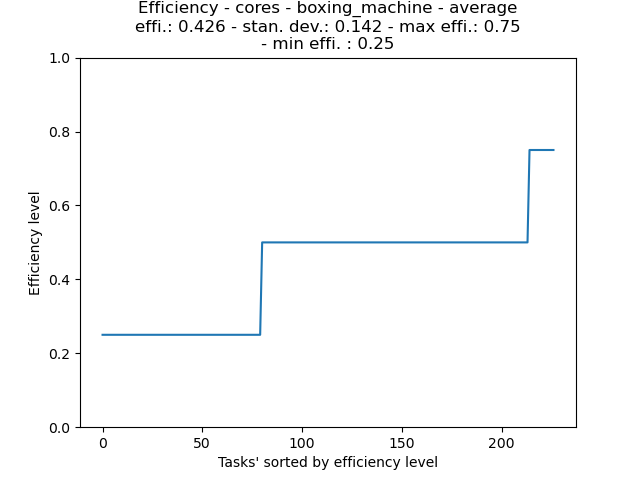 Efficiency - cores - boxing_machine - average
effi.: 0.426 - stan. dev.: 0.142 - max effi.: 0.75
- min effi. : 0.25
1.0
0.8
0.6
0.4
0.2
0.0
Efficiency level
0 50 100 150 200
Tasks' sorted by efficiency level